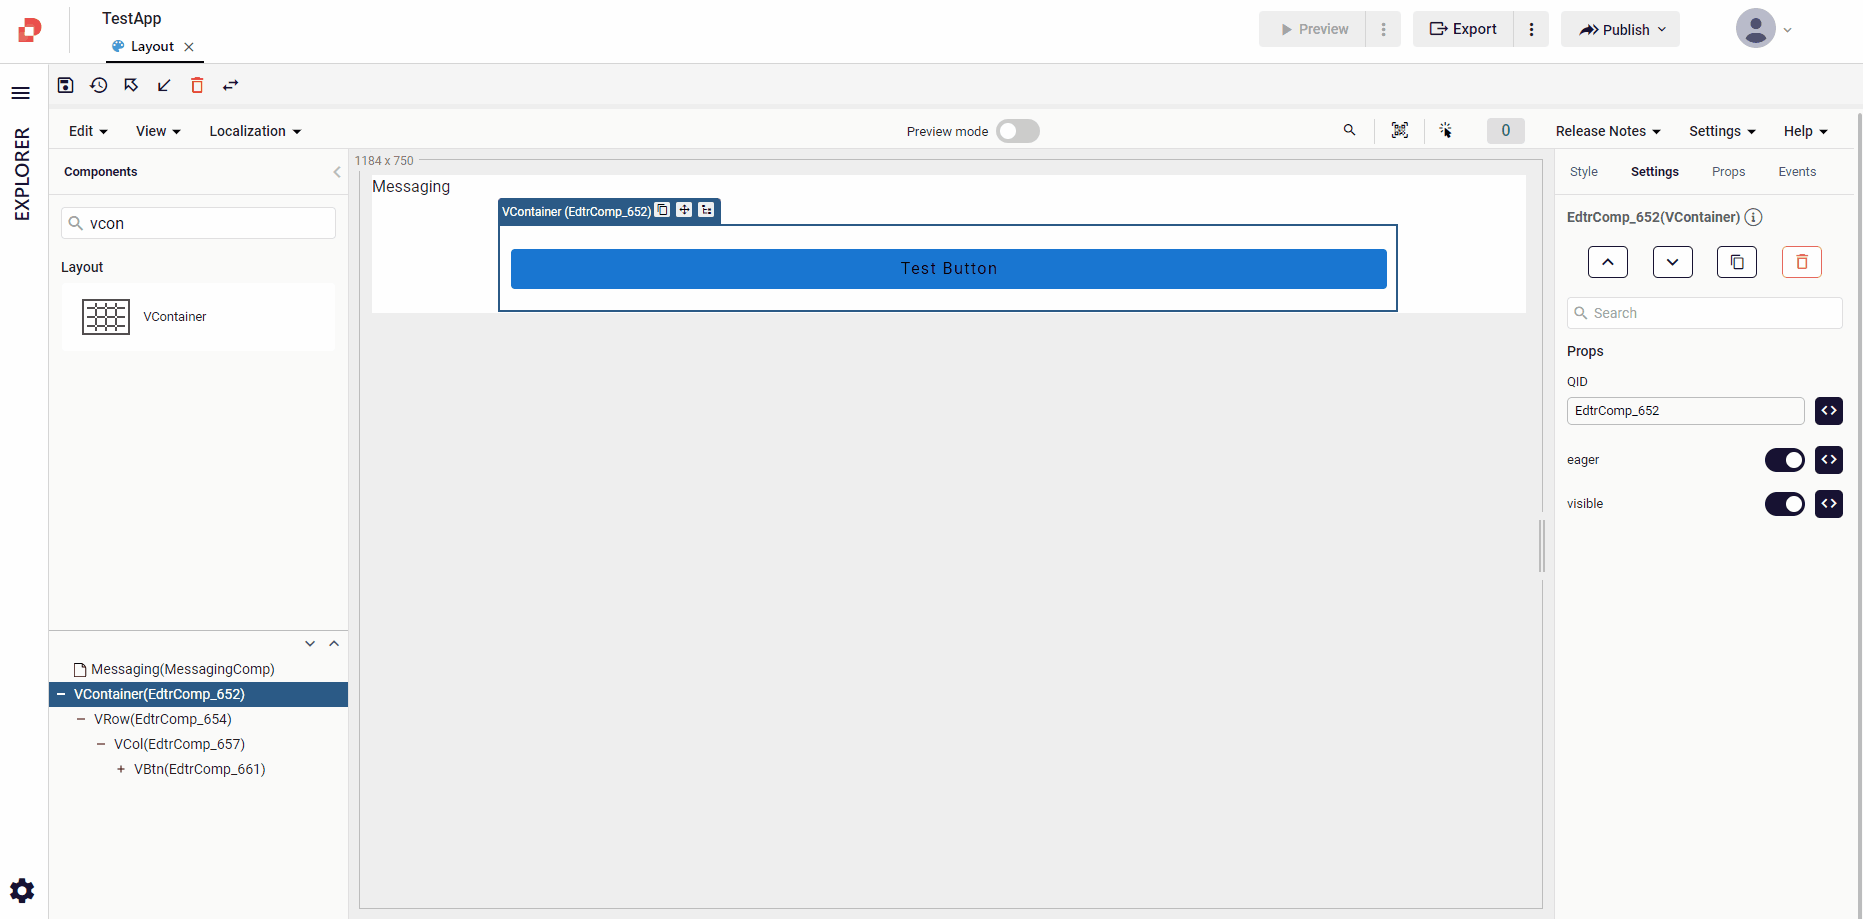 TestApp
Layout
Preview
Export
Publish
EXPLORER
Edit
View
Localization
Preview mode
0
Release Notes
Settings
Help
Components
vcon
Layout
VContainer
Messaging(MessagingComp)
VContainer(EdtrComp_652)
VRow(EdtrComp_654)
VCol(EdtrComp_657)
VBtn(EdtrComp_661)
1184 x 750
Messaging
VContainer (EdtrComp_652)
Test Button
Style
Settings
Props
Events
EdtrComp_652(VContainer)
Search
Props
QID
EdtrComp_652
eager
visible